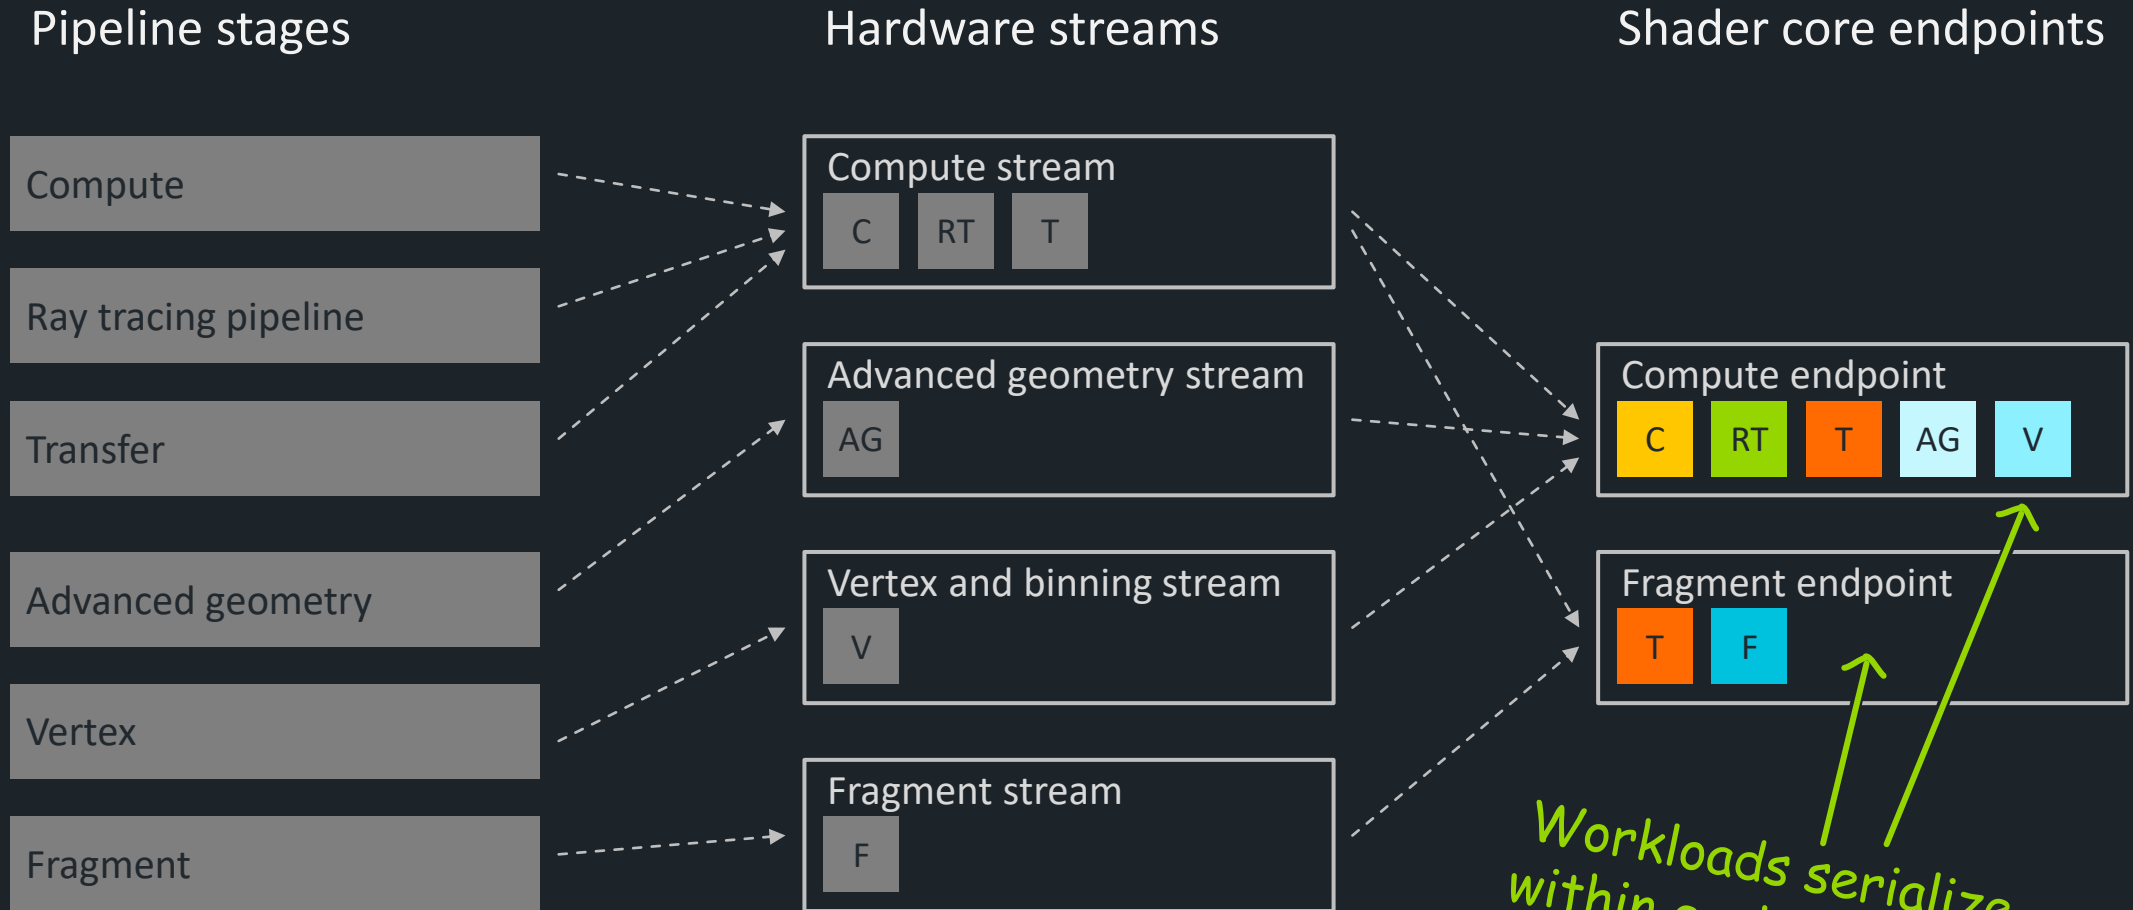 Pipeline stages
Hardware streams
Shader core endpoints
Compute
Ray tracing pipeline
Transfer
Advanced geometry
Vertex
Fragment
Compute stream
C RT T
Advanced geometry stream
AG
Vertex and binning stream
V
Fragment stream
F
Compute endpoint
C RT T AG V
Fragment endpoint
T F
Workloads serialize
within